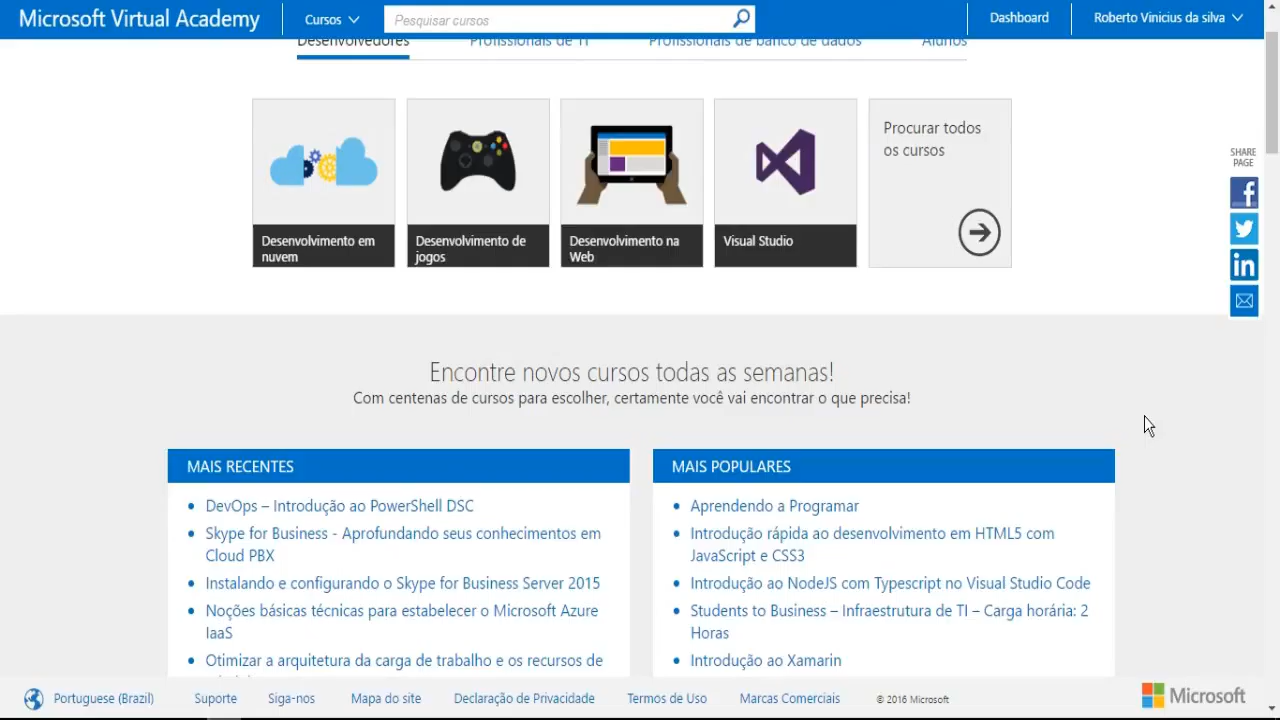 Microsoft Virtual Academy
Cursos
Pesquisar cursos
Dashboard
Roberto Vinicius da silva
Desenvolvedores
Profissionais de TI
Profissionais de banco de dados
Alunos
Desenvolvimento em
nuvem
Desenvolvimento de
jogos
Desenvolvimento na
Web
Visual Studio
Procurar todos
os cursos
SHARE
PAGE
Encontre novos cursos todas as semanas!
Com centenas de cursos para escolher, certamente você vai encontrar o que precisa!
MAIS RECENTES
DevOps – Introdução ao PowerShell DSC
Skype for Business - Aprofundando seus conhecimentos em
Cloud PBX
Instalando e configurando o Skype for Business Server 2015
Noções básicas técnicas para estabelecer o Microsoft Azure
IaaS
Otimizar a arquitetura da carga de trabalho e os recursos de
MAIS POPULARES
Aprendendo a Programar
Introdução rápida ao desenvolvimento em HTML5 com
JavaScript e CSS3
Introdução ao NodeJS com Typescript no Visual Studio Code
Students to Business – Infraestrutura de TI – Carga horária: 2
Horas
Introdução ao Xamarin
Portuguese (Brazil)
Suporte
Siga-nos
Mapa do site
Declaração de Privacidade
Termos de Uso
Marcas Comerciais
© 2016 Microsoft
Microsoft